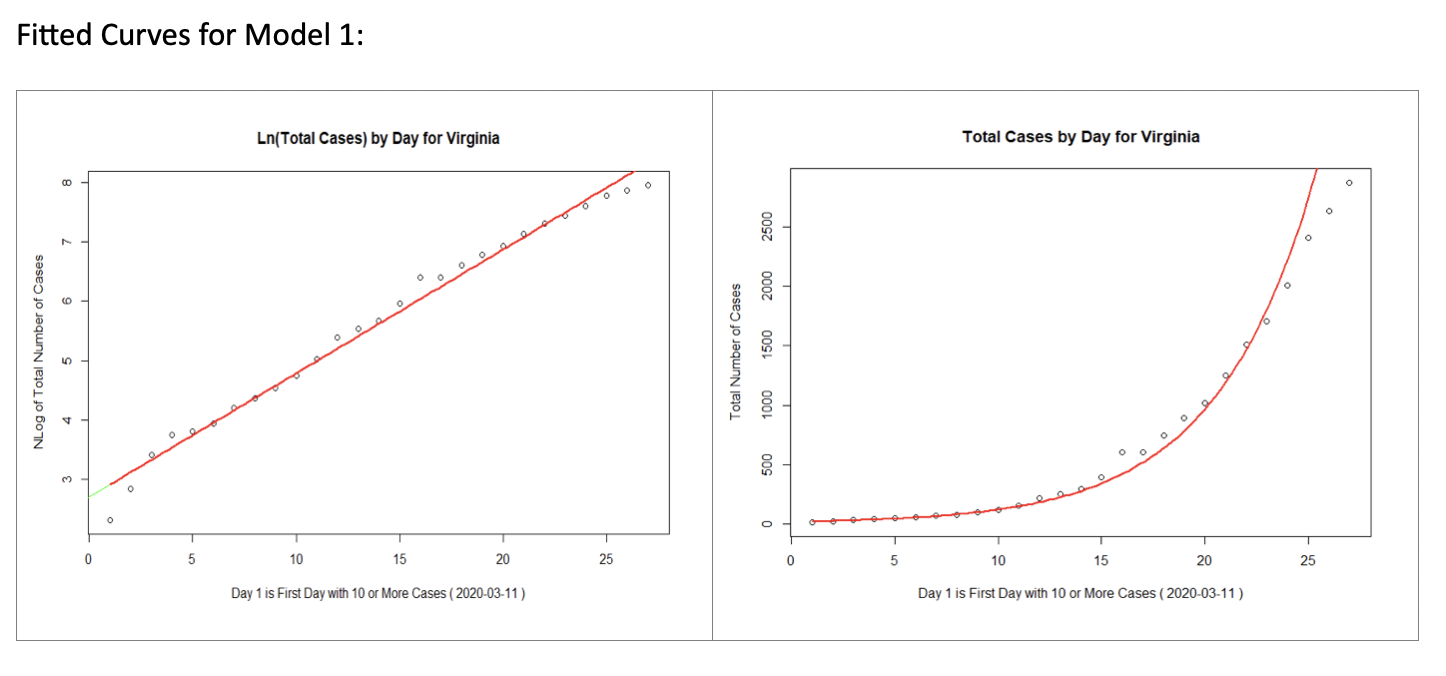 Fitted Curves for Model 1:
Ln(Total Cases) by Day for Virginia
NLog of Total Number of Cases
8
7
6
5
4
3
0 5 10 15 20 25
Day 1 is First Day with 10 or More Cases ( 2020-03-11 )
Total Cases by Day for Virginia
Total Number of Cases
2500
2000
1500
1000
500
0
0 5 10 15 20 25
Day 1 is First Day with 10 or More Cases ( 2020-03-11 )